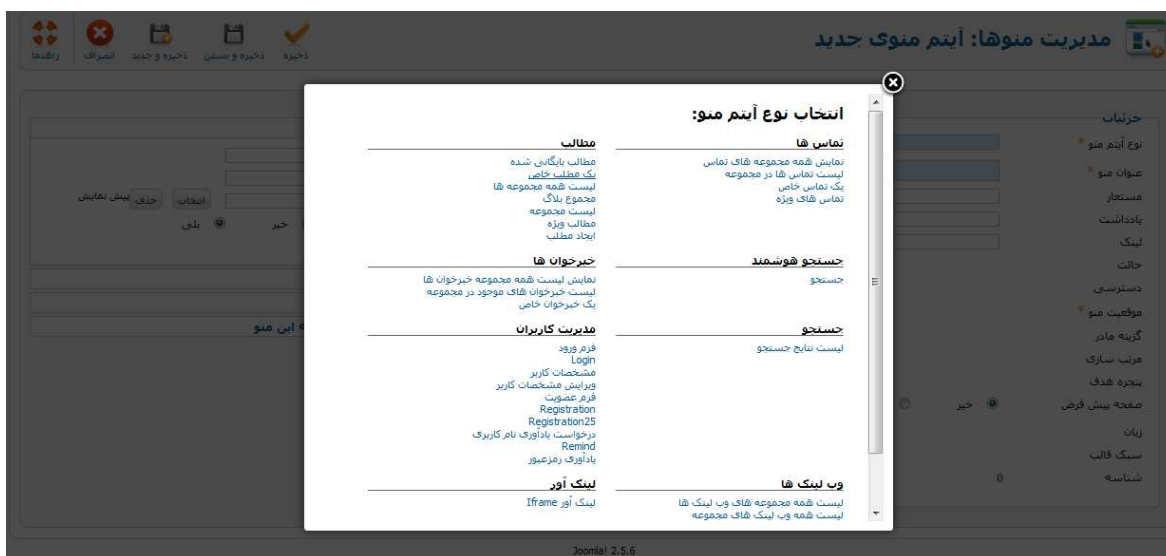 مدیریت منوها: آیتم منوی جدید
ذخیره
ذخیره و بستن
ذخیره و جدید
انصراف
راهنما
جزئیات
نوع آیتم منو *
عنوان منو *
مستعار
یادداشت
لینک
حالت
دسترسی
موقعیت منو *
گزینه مادر
مرتب سازی
پنجره هدف
صفحه پیش فرض
خیر
زبان
سبک قالب
شناسه
0
انتخاب نوع آیتم منو:
تماس ها
نمایش همه مجموعه های تماس
لیست تماس ها در مجموعه
یک تماس خاص
تماس های ویژه
مطالب
مطالب بایگانی شده
یک مطلب خاص
لیست همه مجموعه ها
مجموع بلاگ
لیست مجموعه
مطالب ویژه
ایجاد مطلب
جستجو هوشمند
جستجو
خبرخوان ها
نمایش لیست همه مجموعه خبرخوان ها
لیست خبرخوان های موجود در مجموعه
یک خبرخوان خاص
جستجو
لیست نتایج جستجو
مدیریت کاربران
فرم ورود
Login
مشخصات کاربر
ویرایش مشخصات کاربر
فرم عضویت
Registration
Registration25
درخواست یادآوری نام کاربری
Remind
یادآوری رمزعبور
وب لینک ها
لیست همه مجموعه های وب لینک ها
لیست همه وب لینک های مجموعه
لینک آور
لینک آور Iframe
انتخاب
حذف
پیش نمایش
خیر
بلی
این منو
Joomla! 2.5.6